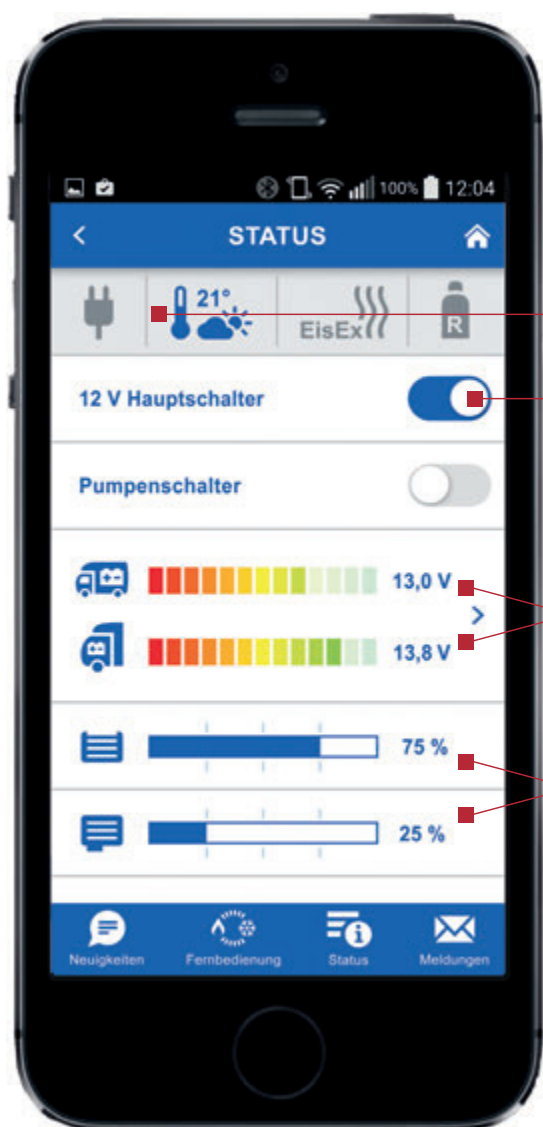 100% 12:04
STATUS
21°
EisEx
R
12 V Hauptschalter
Pumpenschalter
13,0 V
13,8 V
75 %
25 %
Neuigkeiten Fernbedienung Status Meldungen